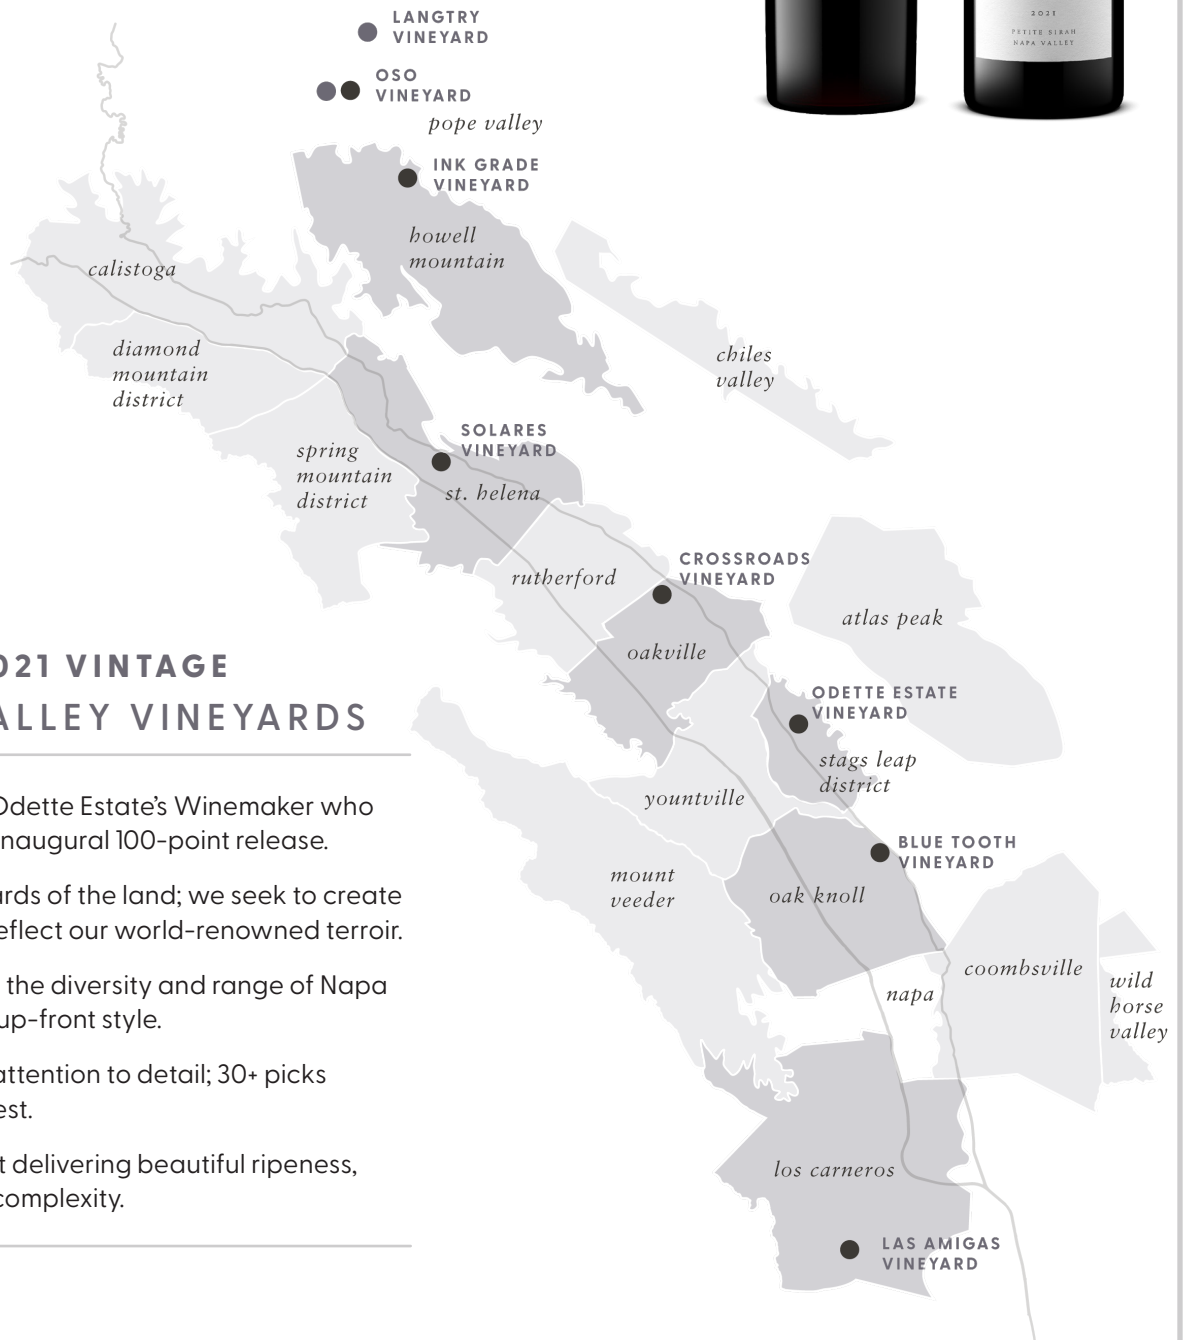 LANGTRY
VINEYARD
2021
PETITE SIRAH
NAPA VALLEY
OSO
VINEYARD
pope valley
INK GRADE
VINEYARD
howell
mountain
calistoga
diamond
mountain
district
chiles
valley
SOLARES
VINEYARD
spring
mountain
district
st. helena
CROSSROADS
VINEYARD
rutherford
atlas peak
oakville
021 VINTAGE
ALLEY VINEYARDS
ODETTE ESTATE
VINEYARD
stags leap
district
yountville
Odette Estate’s Winemaker who
naugural 100-point release.
BLUE TOOTH
VINEYARD
mount
veeder
oak knoll
ards of the land; we seek to create
eflect our world-renowned terroir.
coombsville
napa
wild
horse
valley
the diversity and range of Napa
up-front style.
attention to detail; 30+ picks
est.
t delivering beautiful ripeness,
complexity.
los carneros
LAS AMIGAS
VINEYARD